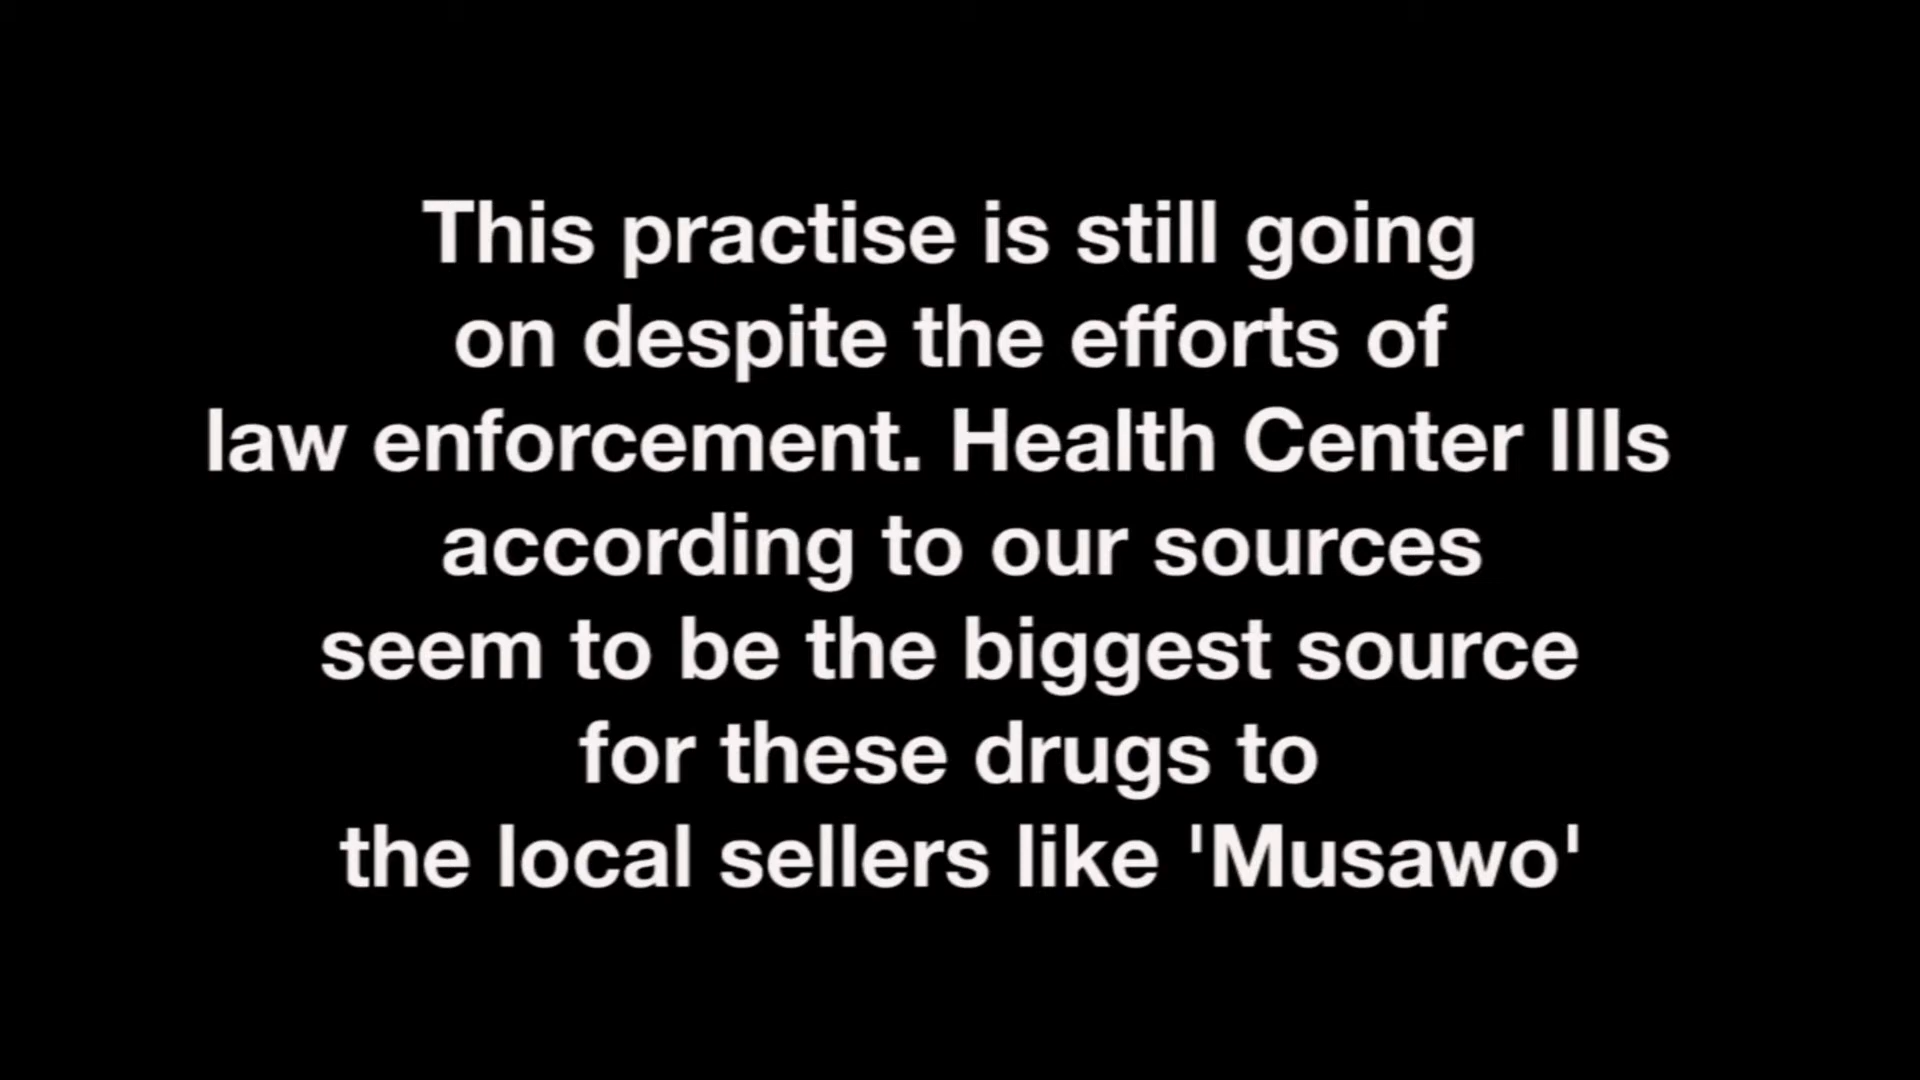 This practise is still going
on despite the efforts of
law enforcement. Health Center IIIs
according to our sources
seem to be the biggest source
for these drugs to
the local sellers like 'Musawo'